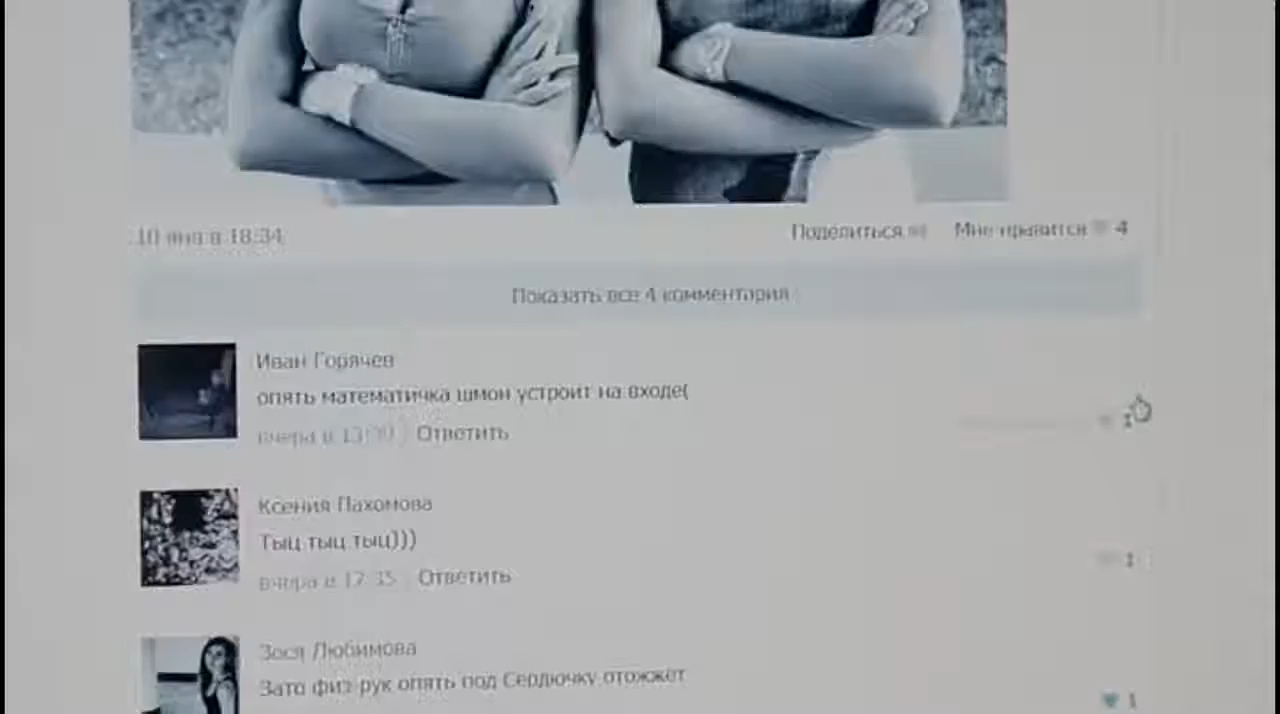 10 янв в 18:34
Поделиться
Мне нравится 4
Показать все 4 комментария
Иван Горячев
опять математичка шмон устроит на входе(
вчера в Ответить
1
Ксения Пахомова
Тыц тыц тыц)))
вчера в 17:35 Ответить
1
Зося Любимова
Зато физ-рук опять под Сердючку отожжёт
1